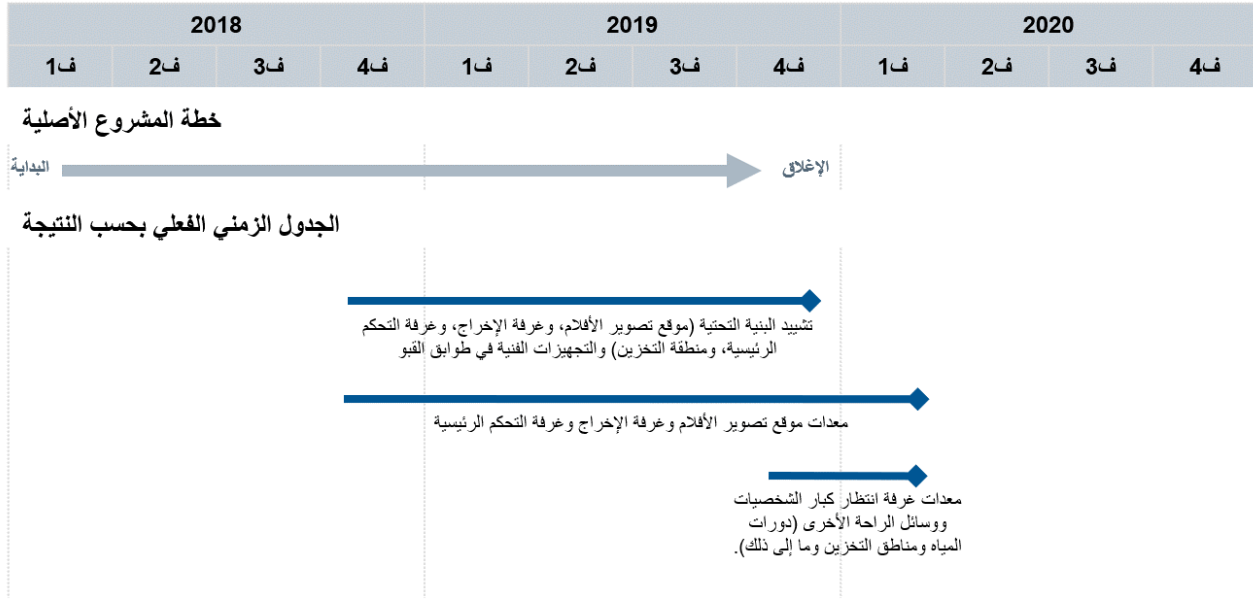 2018 2019 2020
ف1 ف2 ف3 ف4 ف1 ف2 ف3 ف4 ف1 ف2 ف3 ف4
خطة المشروع الأصلية
البداية الإغلاق
الجدول الزمني الفعلي بحسب النتيجة
تشييد البنية التحتية (موقع تصوير الأفلام، وغرفة الإخراج، وغرفة التحكم
الرئيسية، ومنطقة التخزين) والتجهيزات الفنية في طوابق القبو
معدات موقع تصوير الأفلام وغرفة الإخراج وغرفة التحكم الرئيسية
معدات غرفة انتظار كبار الشخصيات
ووسائل الراحة الأخرى (دورات
المياه ومناطق التخزين وما إلى ذلك).